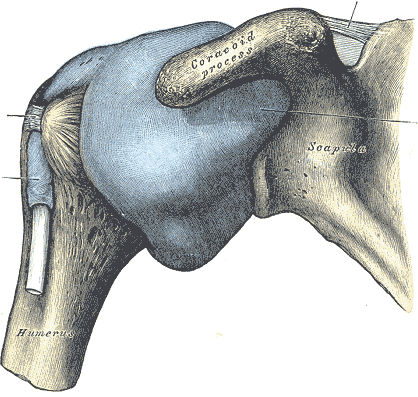 Coracoid
process
Scapula
Humerus